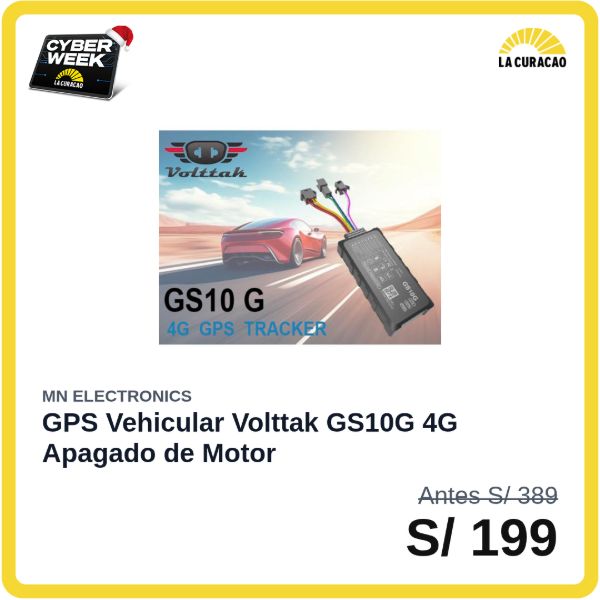 CYBER
WEEK
LA CURACAO
LA CURACAO
Volttak
GS10G
GS10 G
4G GPS TRACKER
MN ELECTRONICS
GPS Vehicular Volttak GS10G 4G
Apagado de Motor
Antes S/ 389
S/ 199